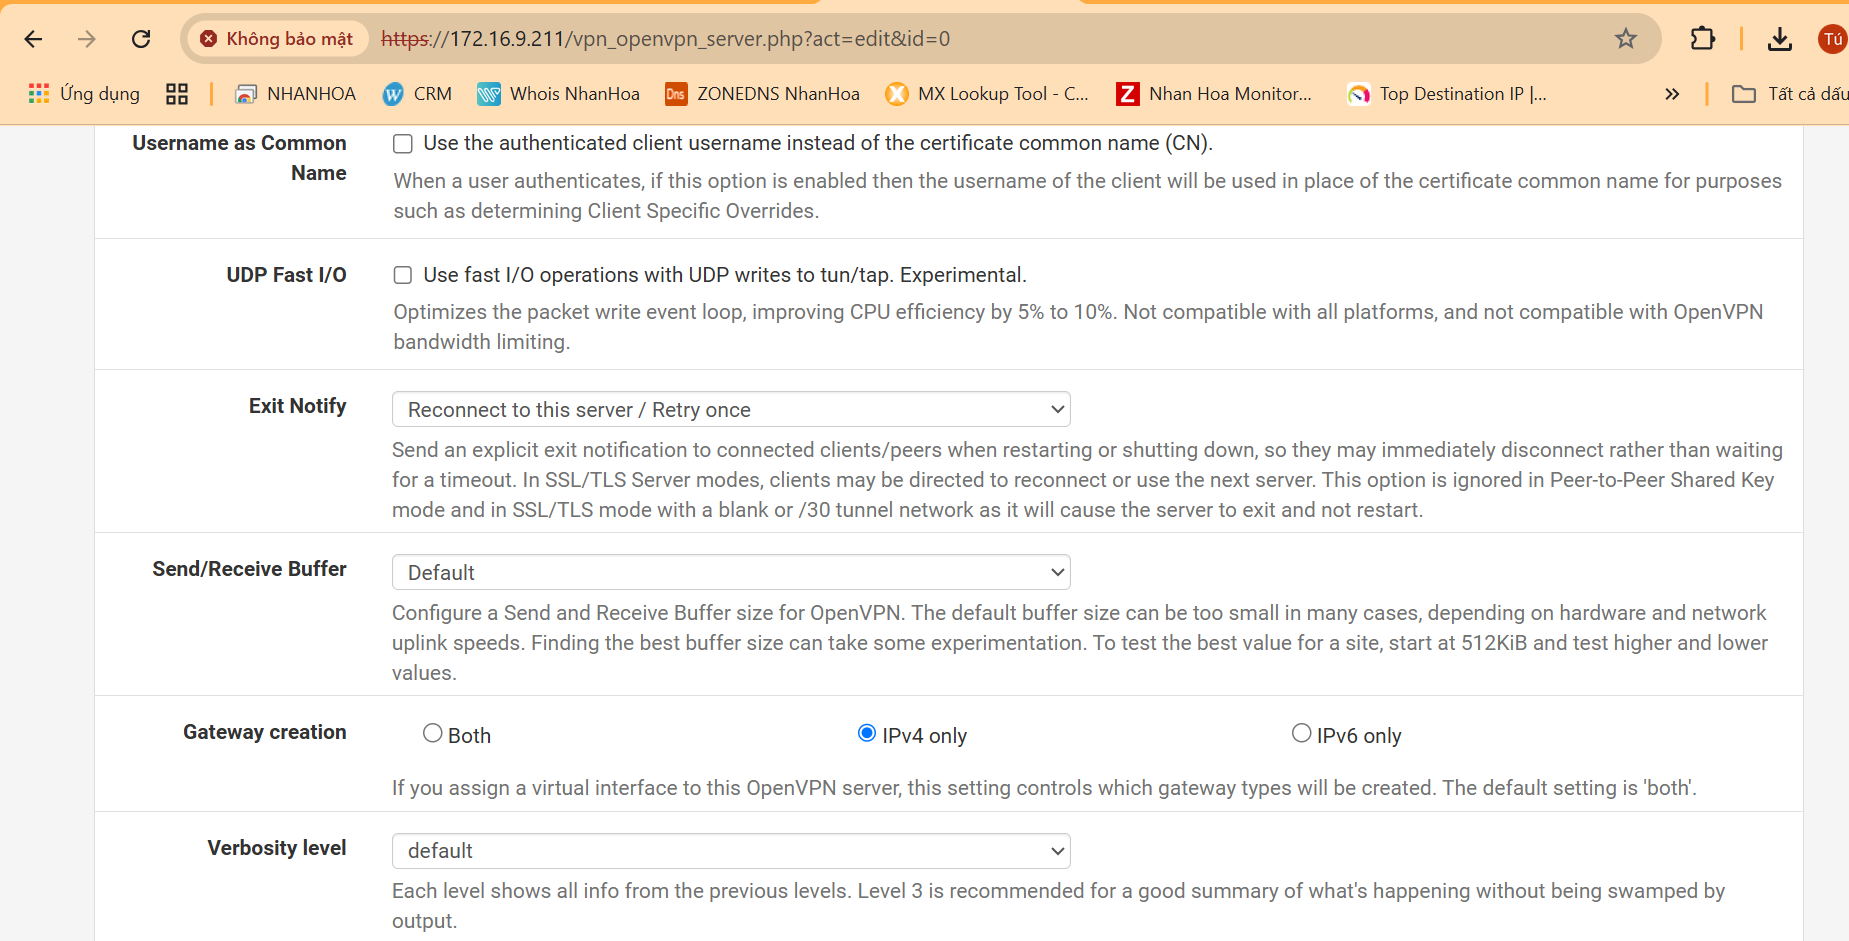 Không bảo mật https://172.16.9.211/vpn_openvpn_server.php?act=edit&id=0 Tú
Ứng dụng NHANHOA CRM Whois NhanHoa Dns ZONEDNS NhanHoa MX Lookup Tool - C... Z Nhan Hoa Monitor... Top Destination IP |... Tất cả dấu
Username as Common Name
Use the authenticated client username instead of the certificate common name (CN).
When a user authenticates, if this option is enabled then the username of the client will be used in place of the certificate common name for purposes
such as determining Client Specific Overrides.
UDP Fast I/O
Use fast I/O operations with UDP writes to tun/tap. Experimental.
Optimizes the packet write event loop, improving CPU efficiency by 5% to 10%. Not compatible with all platforms, and not compatible with OpenVPN
bandwidth limiting.
Exit Notify
Reconnect to this server / Retry once
Send an explicit exit notification to connected clients/peers when restarting or shutting down, so they may immediately disconnect rather than waiting
for a timeout. In SSL/TLS Server modes, clients may be directed to reconnect or use the next server. This option is ignored in Peer-to-Peer Shared Key
mode and in SSL/TLS mode with a blank or /30 tunnel network as it will cause the server to exit and not restart.
Send/Receive Buffer
Default
Configure a Send and Receive Buffer size for OpenVPN. The default buffer size can be too small in many cases, depending on hardware and network
uplink speeds. Finding the best buffer size can take some experimentation. To test the best value for a site, start at 512KiB and test higher and lower
values.
Gateway creation
Both IPv4 only IPv6 only
If you assign a virtual interface to this OpenVPN server, this setting controls which gateway types will be created. The default setting is 'both'.
Verbosity level
default
Each level shows all info from the previous levels. Level 3 is recommended for a good summary of what's happening without being swamped by
output.